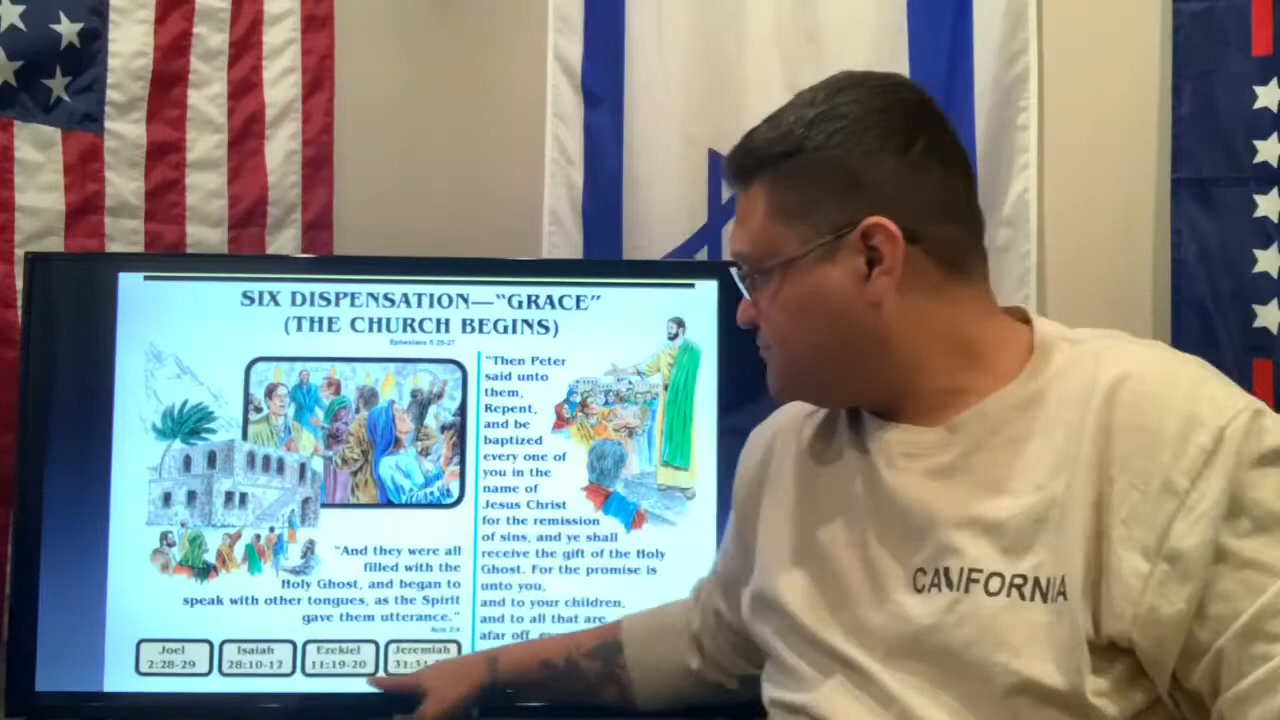 SIX DISPENSATION—"GRACE"
(THE CHURCH BEGINS)
Ephesians 5:25-27
"Then Peter
said unto
them,
Repent,
and be
baptized
every one of
you in the
name of
Jesus Christ
for the remission
of sins, and ye shall
receive the gift of the Holy
Ghost. For the promise is
unto you,
and to your children,
and to all that are
afar off,
"And they were all
filled with the
Holy Ghost, and began to
speak with other tongues, as the Spirit
gave them utterance."
Acts 2:4
Joel
2:28-29
Isaiah
28:10-12
Ezekiel
11:19-20
Jeremiah
CALIFORNIA